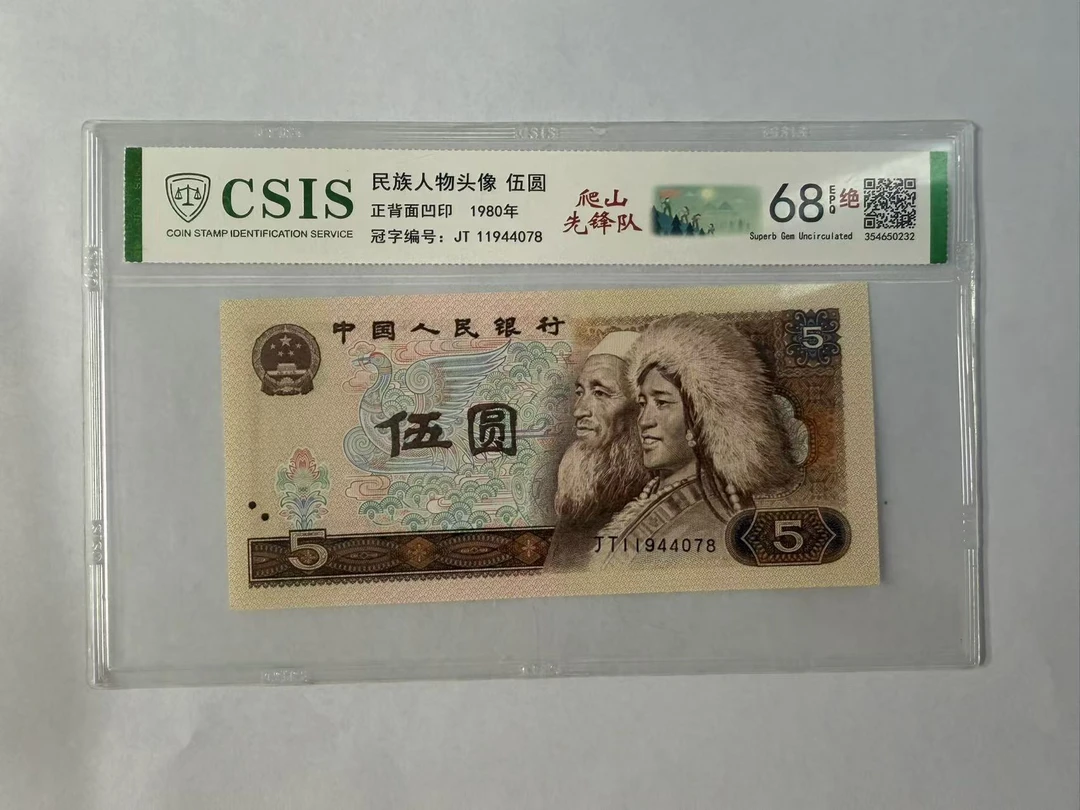 CSIS
COIN STAMP IDENTIFICATION SERVICE
民族人物头像 伍圆
正背面凹印 1980年
冠字编号：JT 11944078
爬山
先锋队
68 EPQ 绝
Superb Gem Uncirculated
354650232
中国人民银行
5
伍圆
5
JT11944078
5